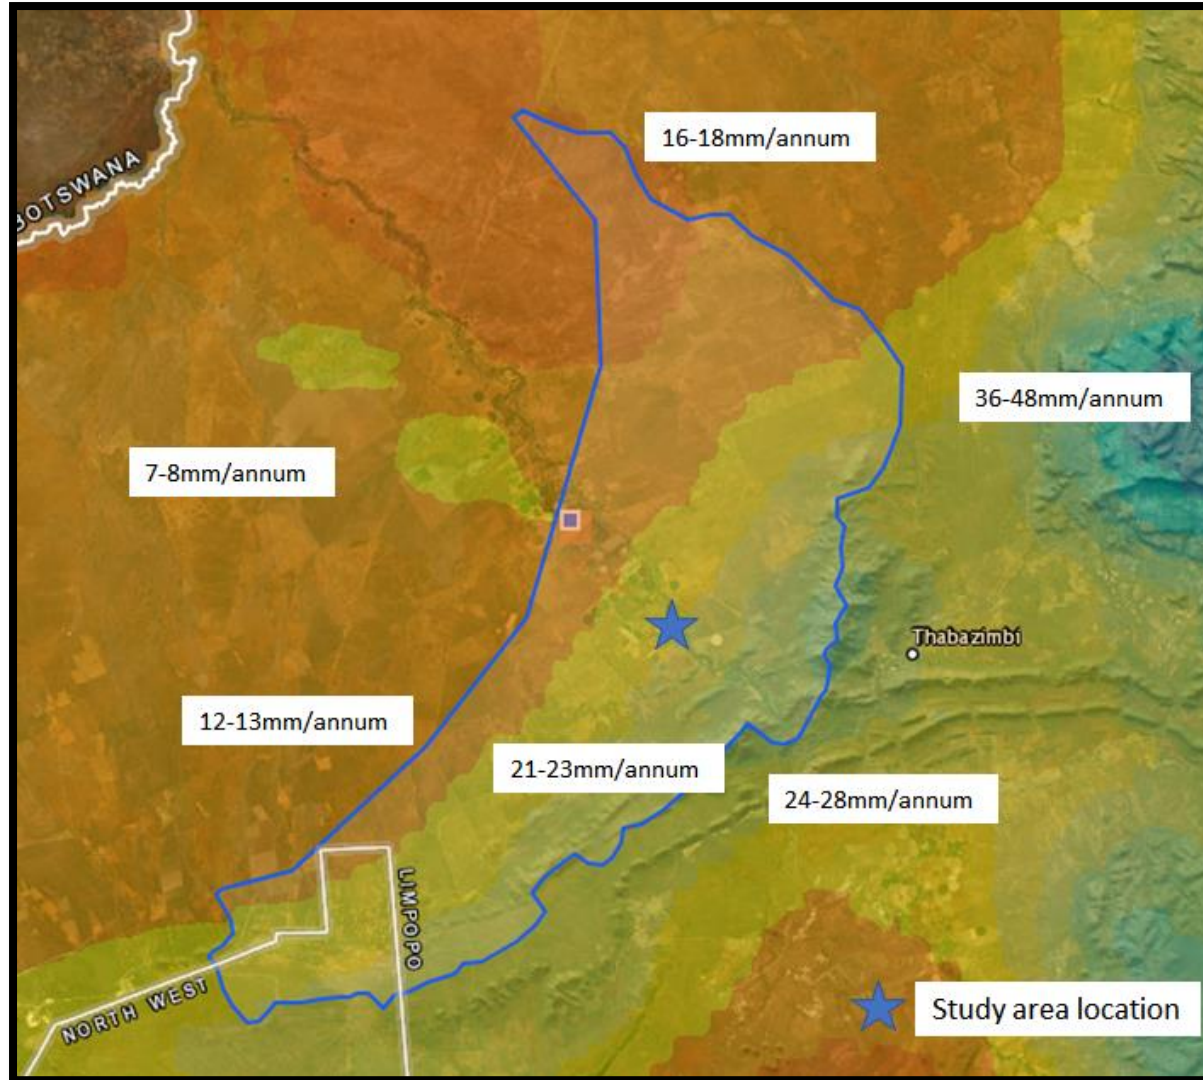 16-18mm/annum
BOTSWANA
36-48mm/annum
7-8mm/annum
Thabazimbi
12-13mm/annum
21-23mm/annum
24-28mm/annum
LIMPOPO
NORTH WEST
Study area location